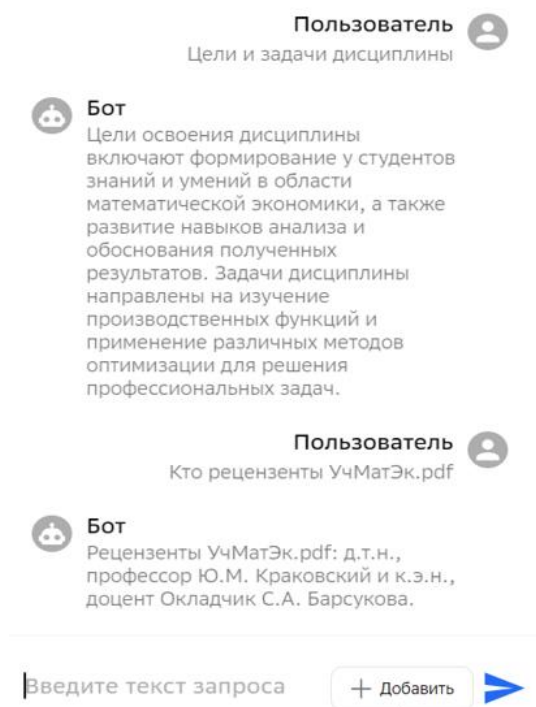 Пользователь
Цели и задачи дисциплины
Бот
Цели освоения дисциплины
включают формирование у студентов
знаний и умений в области
математической экономики, а также
развитие навыков анализа и
обоснования полученных
результатов. Задачи дисциплины
направлены на изучение
производственных функций и
применение различных методов
оптимизации для решения
профессиональных задач.
Пользователь
Кто рецензенты УчМатЭк.pdf
Бот
Рецензенты УчМатЭк.pdf: д.т.н.,
профессор Ю.М. Краковский и к.э.н.,
доцент Окладчик С.А. Барсукова.
Введите текст запроса
+ Добавить